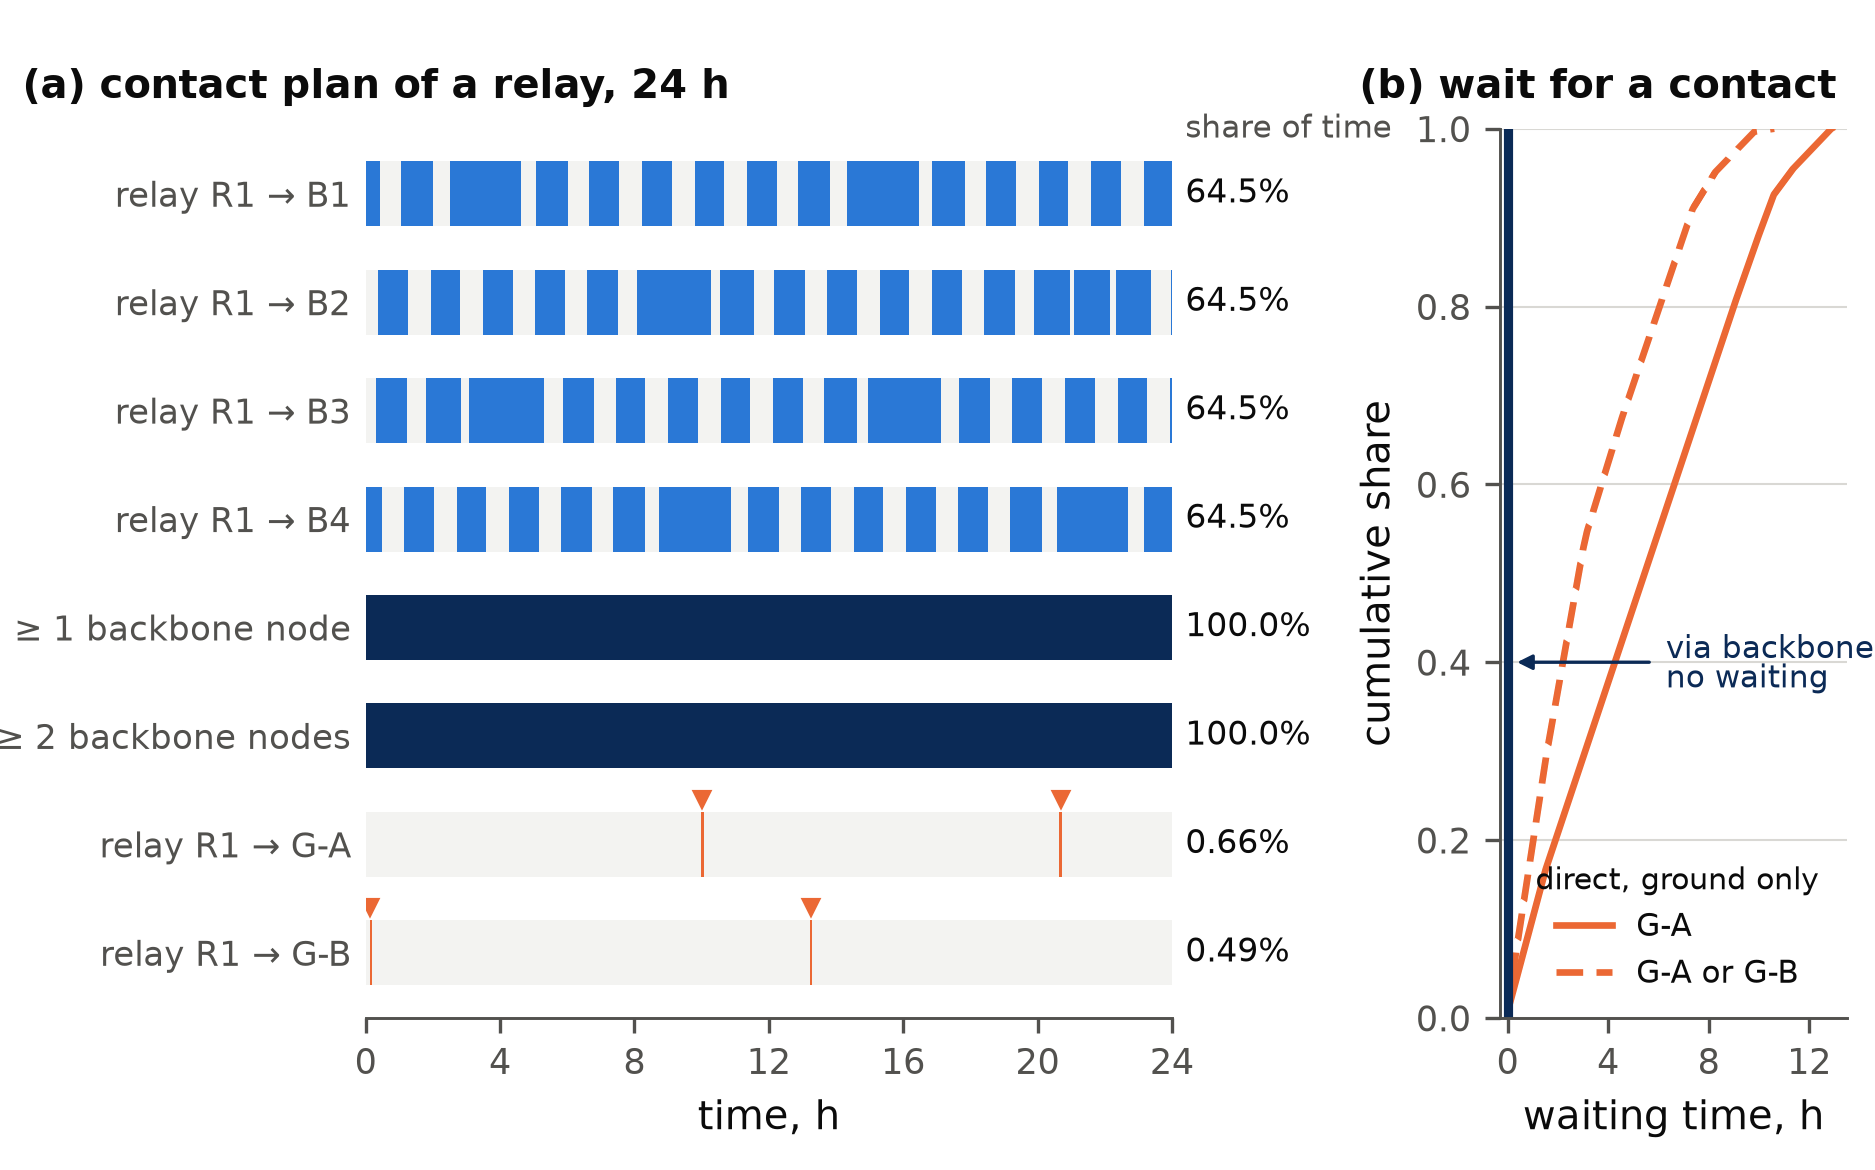 (a) contact plan of a relay, 24 h
share of time
relay R1 → B1
64.5%
relay R1 → B2
64.5%
relay R1 → B3
64.5%
relay R1 → B4
64.5%
≥ 1 backbone node
100.0%
≥ 2 backbone nodes
100.0%
relay R1 → G-A
0.66%
relay R1 → G-B
0.49%
0 4 8 12 16 20 24
time, h
(b) wait for a contact
1.0
0.8
0.6
0.4
0.2
0.0
cumulative share
via backbone
no waiting
direct, ground only
G-A
G-A or G-B
0 4 8 12
waiting time, h